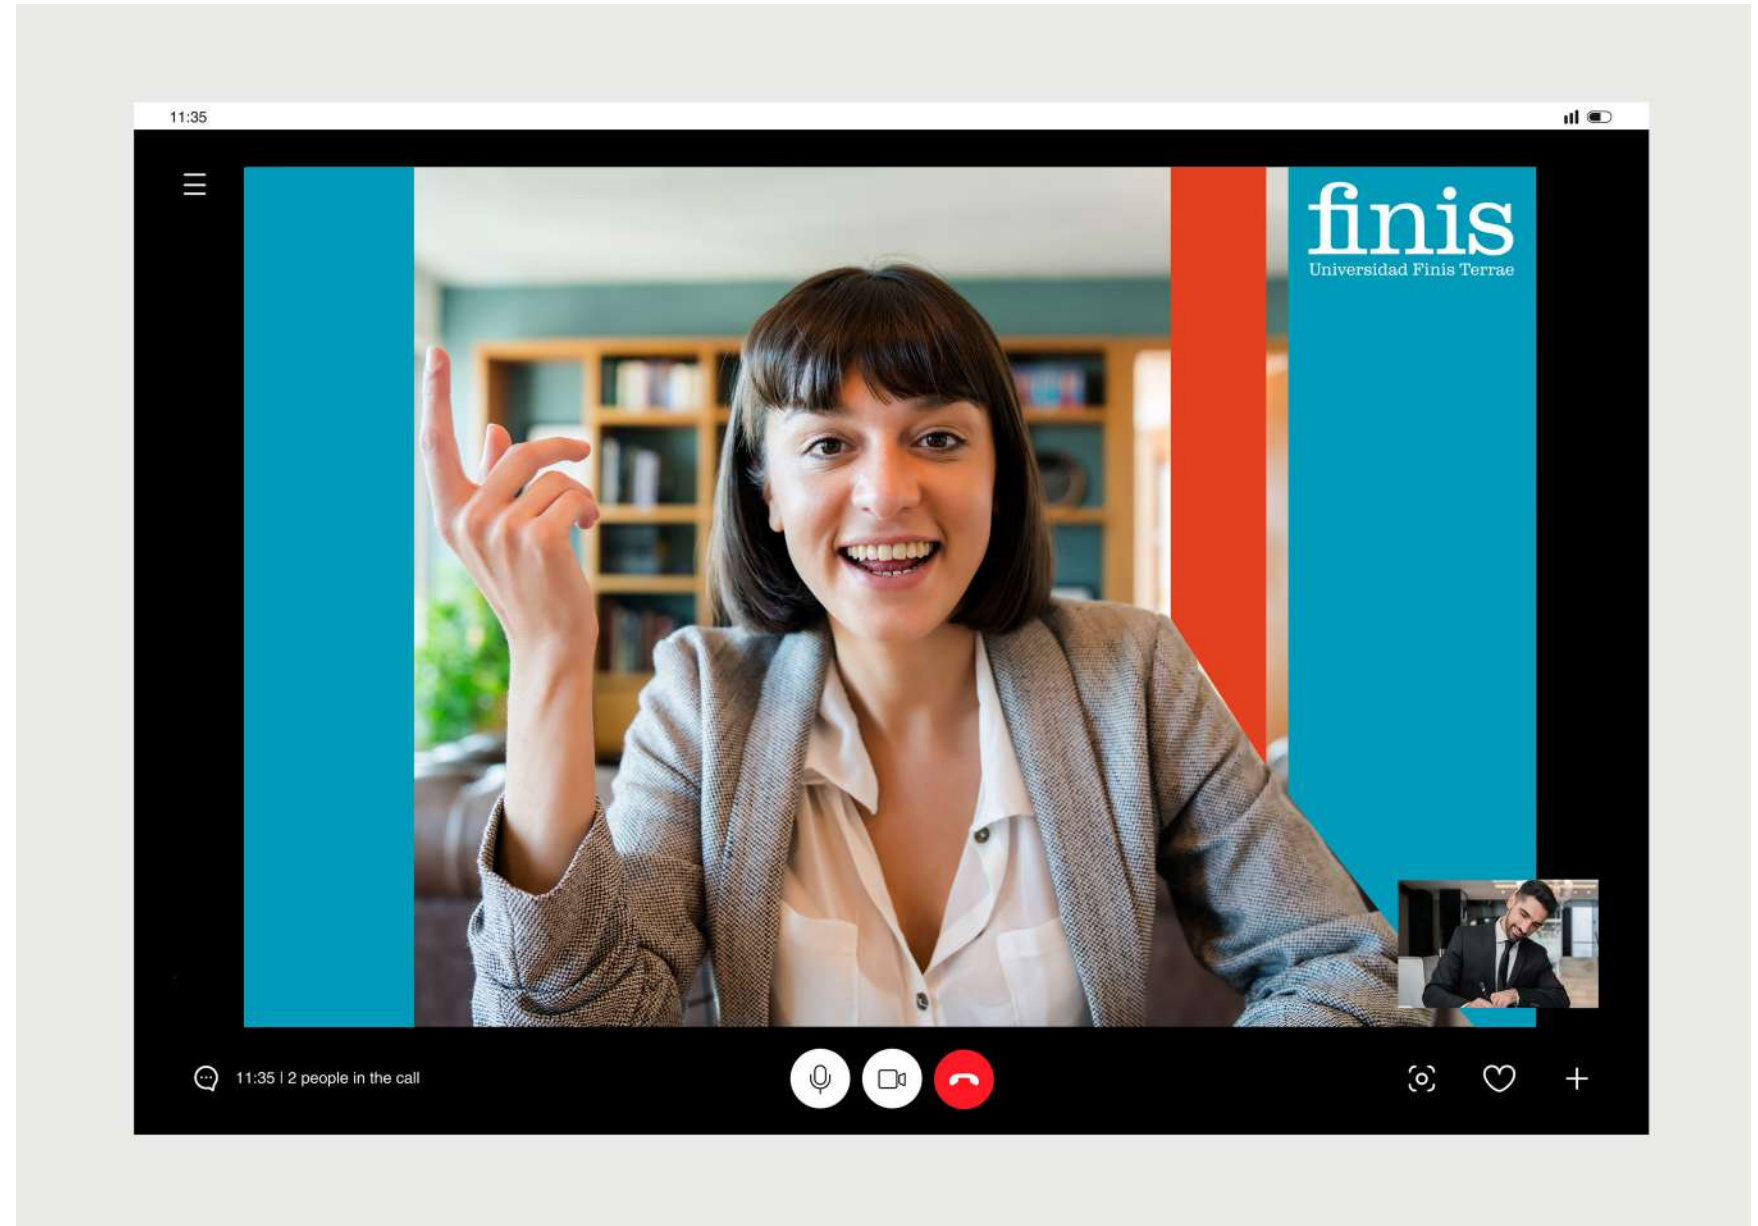 11:35
finis
Universidad Finis Terrae
11:35 | 2 people in the call